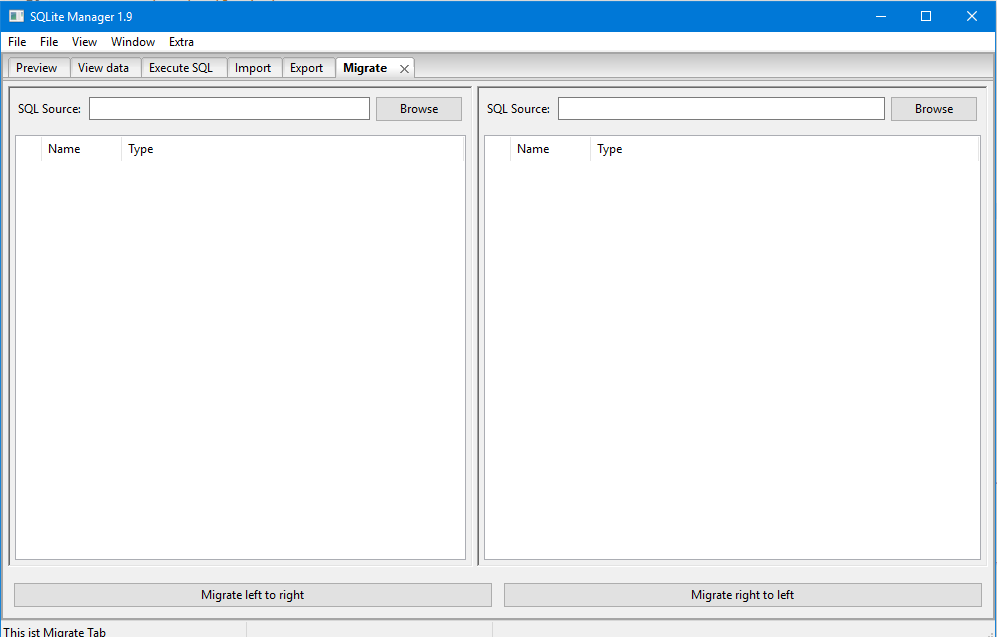 SQLite Manager 1.9
File File View Window Extra
Preview View data Execute SQL Import Export Migrate
SQL Source: Browse SQL Source: Browse
Name Type Name Type
Migrate left to right Migrate right to left
This ist Migrate Tab